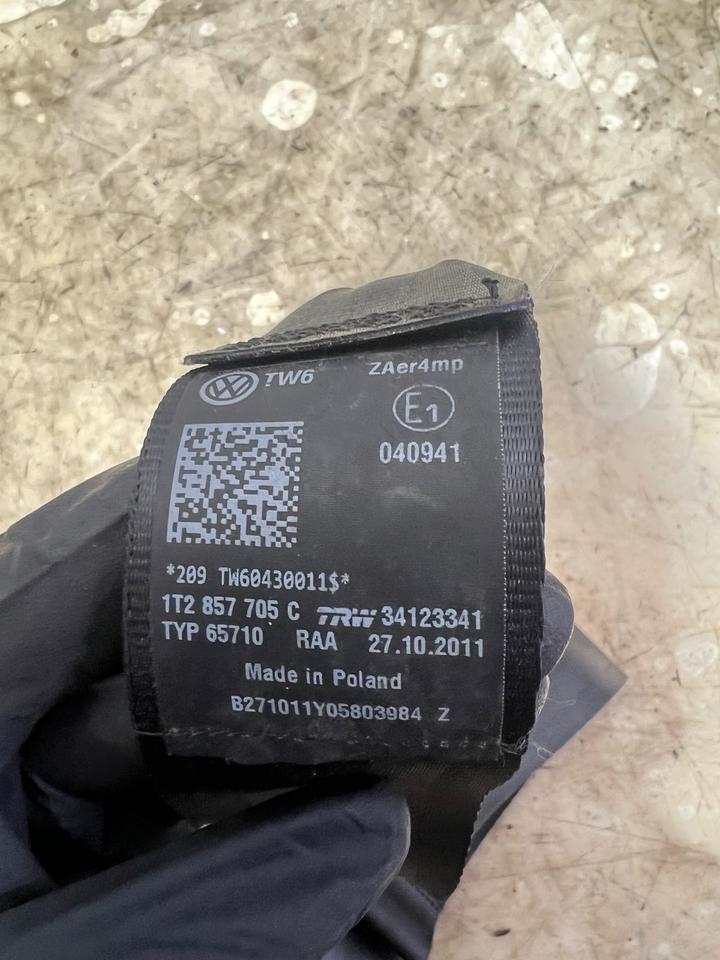 TW6 ZAer4mp
E1
040941
*209 TW60430011$*
1T2 857 705 C TRW 34123341
TYP 65710 RAA 27.10.2011
Made in Poland
B271011Y05803984 Z